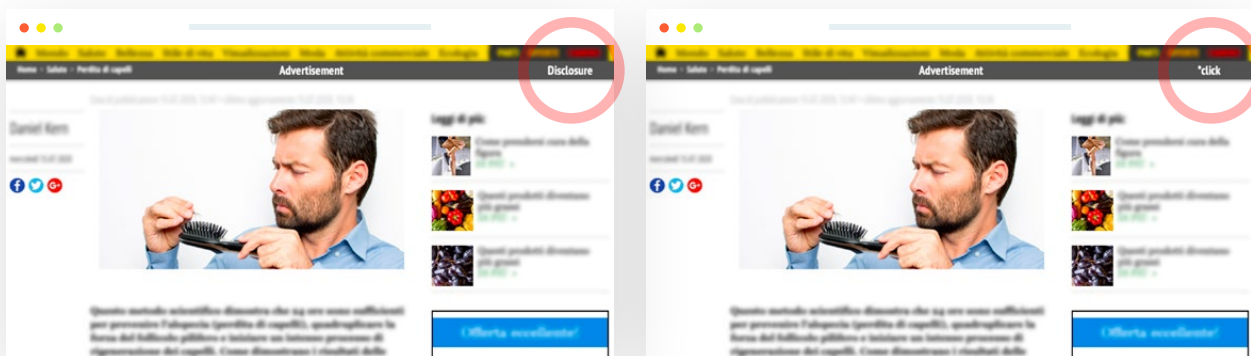 Mondo Salute Bellezza Stile di vita Visualizzazioni Moda Attività commerciale Ecologia
Home > Salute > Perdita di capelli Advertisement Disclosure
Daniel Kern
Leggi di più:
Come prendersi cura della
figura
Questi prodotti diventano
più grassi
Questi prodotti diventano
più grassi
Questo metodo scientifico dimostra che 24 ore sono sufficienti
per prevenire l'alopecia (perdita di capelli), quadruplicare la
forza del follicolo pilifero e iniziare un intenso processo di
rigenerazione dei capelli. Come dimostrano i risultati delle
Offerta eccellente!
Mondo Salute Bellezza Stile di vita Visualizzazioni Moda Attività commerciale Ecologia
Home > Salute > Perdita di capelli Advertisement *click
Daniel Kern
Leggi di più:
Come prendersi cura della
figura
Questi prodotti diventano
più grassi
Questi prodotti diventano
più grassi
Questo metodo scientifico dimostra che 24 ore sono sufficienti
per prevenire l'alopecia (perdita di capelli), quadruplicare la
forza del follicolo pilifero e iniziare un intenso processo di
rigenerazione dei capelli. Come dimostrano i risultati delle
Offerta eccellente!